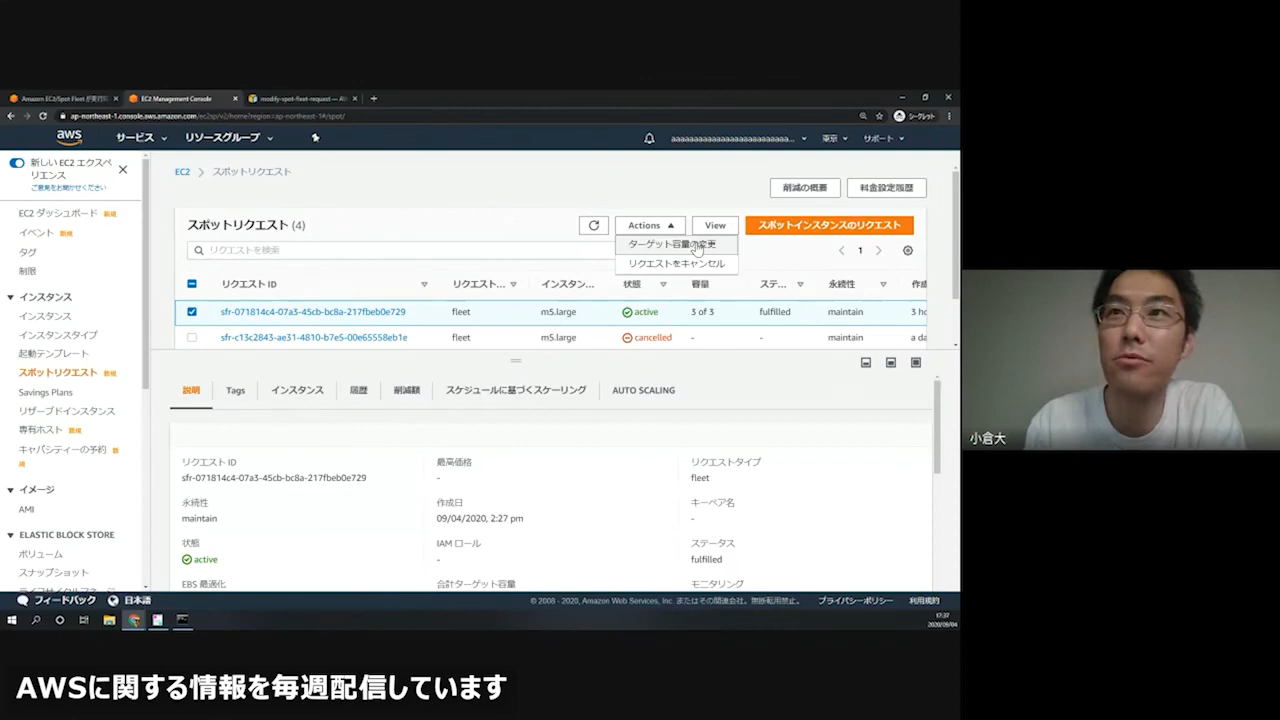 Amazon EC2/Spot Fleet が実行
EC2 Management Console
modify-spot-fleet-request — AW
ap-northeast-1.console.aws.amazon.com/ec2sp/v2/home?region=ap-northeast-1#/spot/
シークレット
aws
サービス
リソースグループ
東京
サポート
新しい EC2 エクスペリエンス
ご意見をお聞かせください
EC2 ダッシュボード 新規
イベント 新規
タグ
制限
インスタンス
インスタンス
インスタンスタイプ
起動テンプレート
スポットリクエスト 新規
Savings Plans
リザーブドインスタンス
専有ホスト 新規
キャパシティーの予約 新規
イメージ
AMI
ELASTIC BLOCK STORE
ボリューム
スナップショット
EC2 スポットリクエスト
削減の概要 料金設定履歴
スポットリクエスト (4)
Actions View スポットインスタンスのリクエスト
ターゲット容量の変更
リクエストをキャンセル
リクエストを検索
1
リクエスト ID リクエスト... インスタン... 状態 容量 ステ... 永続性 作成
sfr-071814c4-07a3-45cb-bc8a-217fbeb0e729 fleet m5.large active 3 of 3 fulfilled maintain 3 ho
sfr-c13c2843-ae31-4810-b7e5-00e65558eb1e fleet m5.large cancelled - - maintain a da
説明 Tags インスタンス 履歴 削減額 スケジュールに基づくスケーリング AUTO SCALING
リクエスト ID 最高価格 リクエストタイプ
sfr-071814c4-07a3-45cb-bc8a-217fbeb0e729 - fleet
永続性 作成日 キーペア名
maintain 09/04/2020, 2:27 pm -
状態 IAM ロール ステータス
active - fulfilled
EBS 最適化 合計ターゲット容量 モニタリング
フィードバック 日本語
© 2008 - 2020, Amazon Web Services, Inc. またはその関連会社。無断転用禁止。 プライバシーポリシー 利用規約
17:37
2020/09/04
小倉大
AWSに関する情報を毎週配信しています